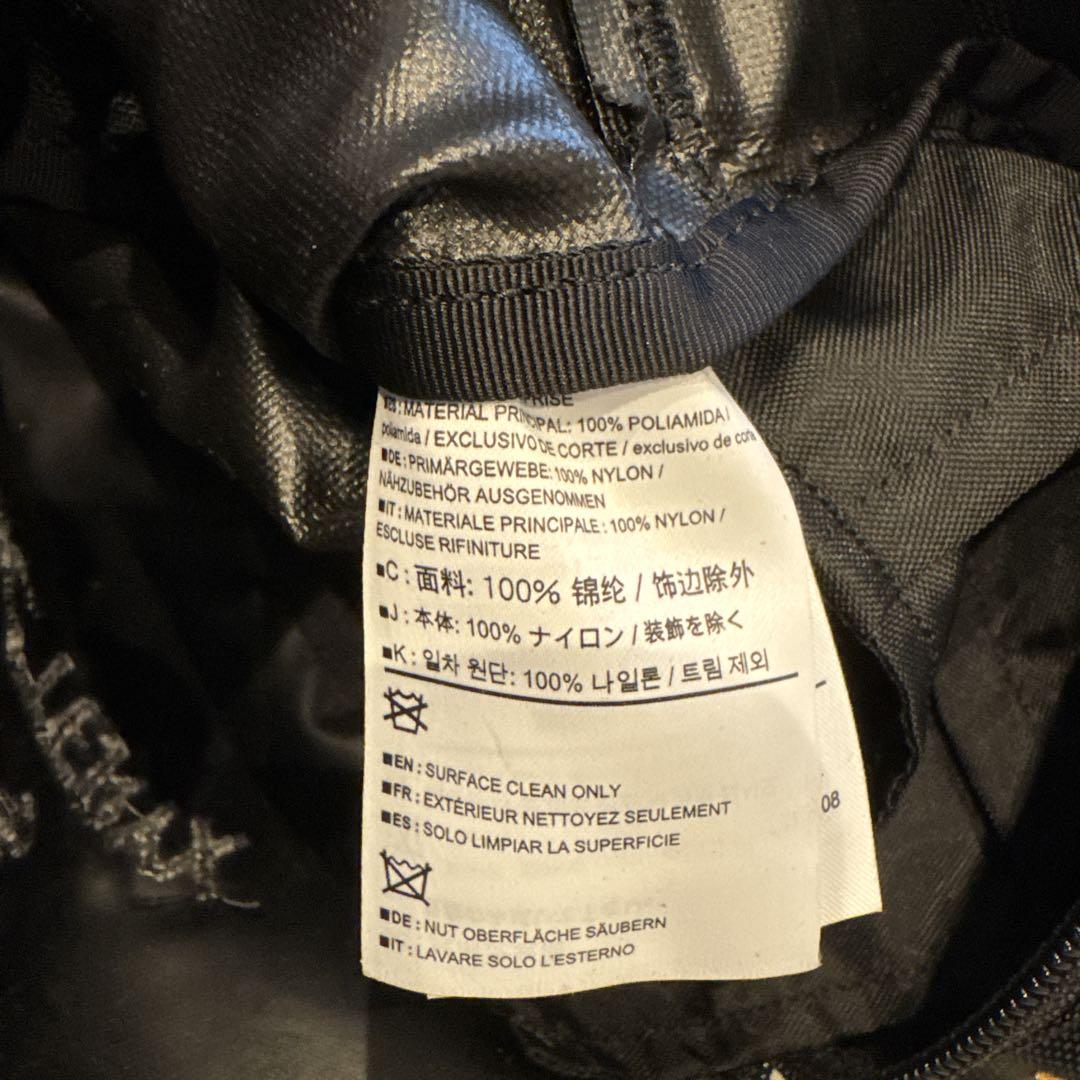 PRISE
■ES: MATERIAL PRINCIPAL: 100% POLIAMIDA/
poliamida / EXCLUSIVO DE CORTE / exclusivo de corte
■DE: PRIMÄRGEWEBE: 100% NYLON /
NÄHZUBEHÖR AUSGENOMMEN
■IT: MATERIALE PRINCIPALE: 100% NYLON /
ESCLUSE RIFINITURE
■C: 面料: 100% 锦纶 / 饰边除外
■J: 本体: 100% ナイロン / 装飾を除く
■K: 일차 원단: 100% 나일론 / 트림 제외
■EN: SURFACE CLEAN ONLY
■FR: EXTÉRIEUR NETTOYEZ SEULEMENT
■ES: SOLO LIMPIAR LA SUPERFICIE
■DE: NUT OBERFLÄCHE SÄUBERN
■IT: LAVARE SOLO L'ESTERNO
08